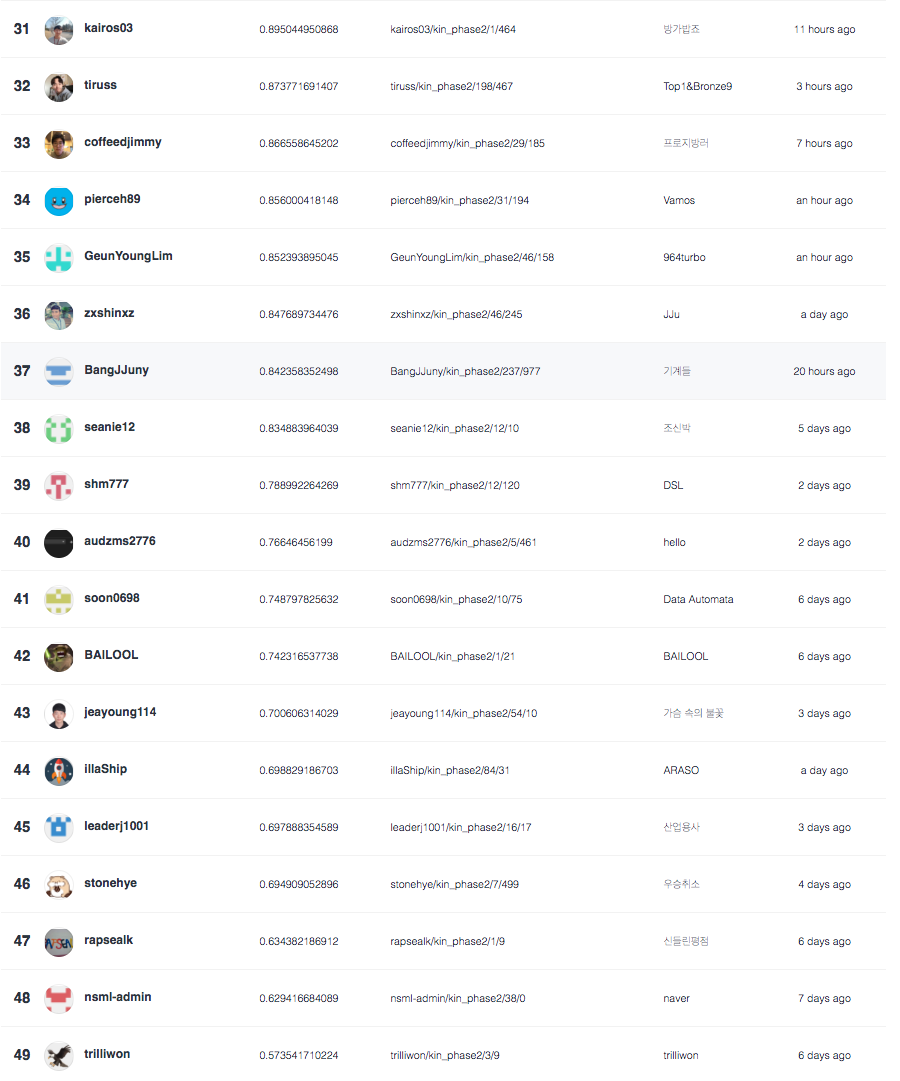 31 kairos03 0.895044950868 kairos03/kin_phase2/1/464 방가밥죠 11 hours ago
32 tiruss 0.873771691407 tiruss/kin_phase2/198/467 Top1&Bronze9 3 hours ago
33 coffeedjimmy 0.866558645202 coffeedjimmy/kin_phase2/29/185 프로지방러 7 hours ago
34 pierceh89 0.856000418148 pierceh89/kin_phase2/31/194 Vamos an hour ago
35 GeunYoungLim 0.852393895045 GeunYoungLim/kin_phase2/46/158 964turbo an hour ago
36 zxshinxz 0.847689734476 zxshinxz/kin_phase2/46/245 JJu a day ago
37 BangJJuny 0.842358352498 BangJJuny/kin_phase2/237/977 기계들 20 hours ago
38 seanie12 0.834883964039 seanie12/kin_phase2/12/10 조신박 5 days ago
39 shm777 0.788992264269 shm777/kin_phase2/12/120 DSL 2 days ago
40 audzms2776 0.76646456199 audzms2776/kin_phase2/5/461 hello 2 days ago
41 soon0698 0.748797825632 soon0698/kin_phase2/10/75 Data Automata 6 days ago
42 BAILOOL 0.742316537738 BAILOOL/kin_phase2/1/21 BAILOOL 6 days ago
43 jeayoung114 0.700606314029 jeayoung114/kin_phase2/54/10 가슴 속의 불꽃 3 days ago
44 illaShip 0.698829186703 illaShip/kin_phase2/84/31 ARASO a day ago
45 leaderj1001 0.697888354589 leaderj1001/kin_phase2/16/17 산업용사 3 days ago
46 stonehye 0.694909052896 stonehye/kin_phase2/7/499 우승취소 4 days ago
47 rapsealk 0.634382186912 rapsealk/kin_phase2/1/9 신들린평점 6 days ago
48 nsml-admin 0.629416684089 nsml-admin/kin_phase2/38/0 naver 7 days ago
49 trilliwon 0.573541710224 trilliwon/kin_phase2/3/9 trilliwon 6 days ago